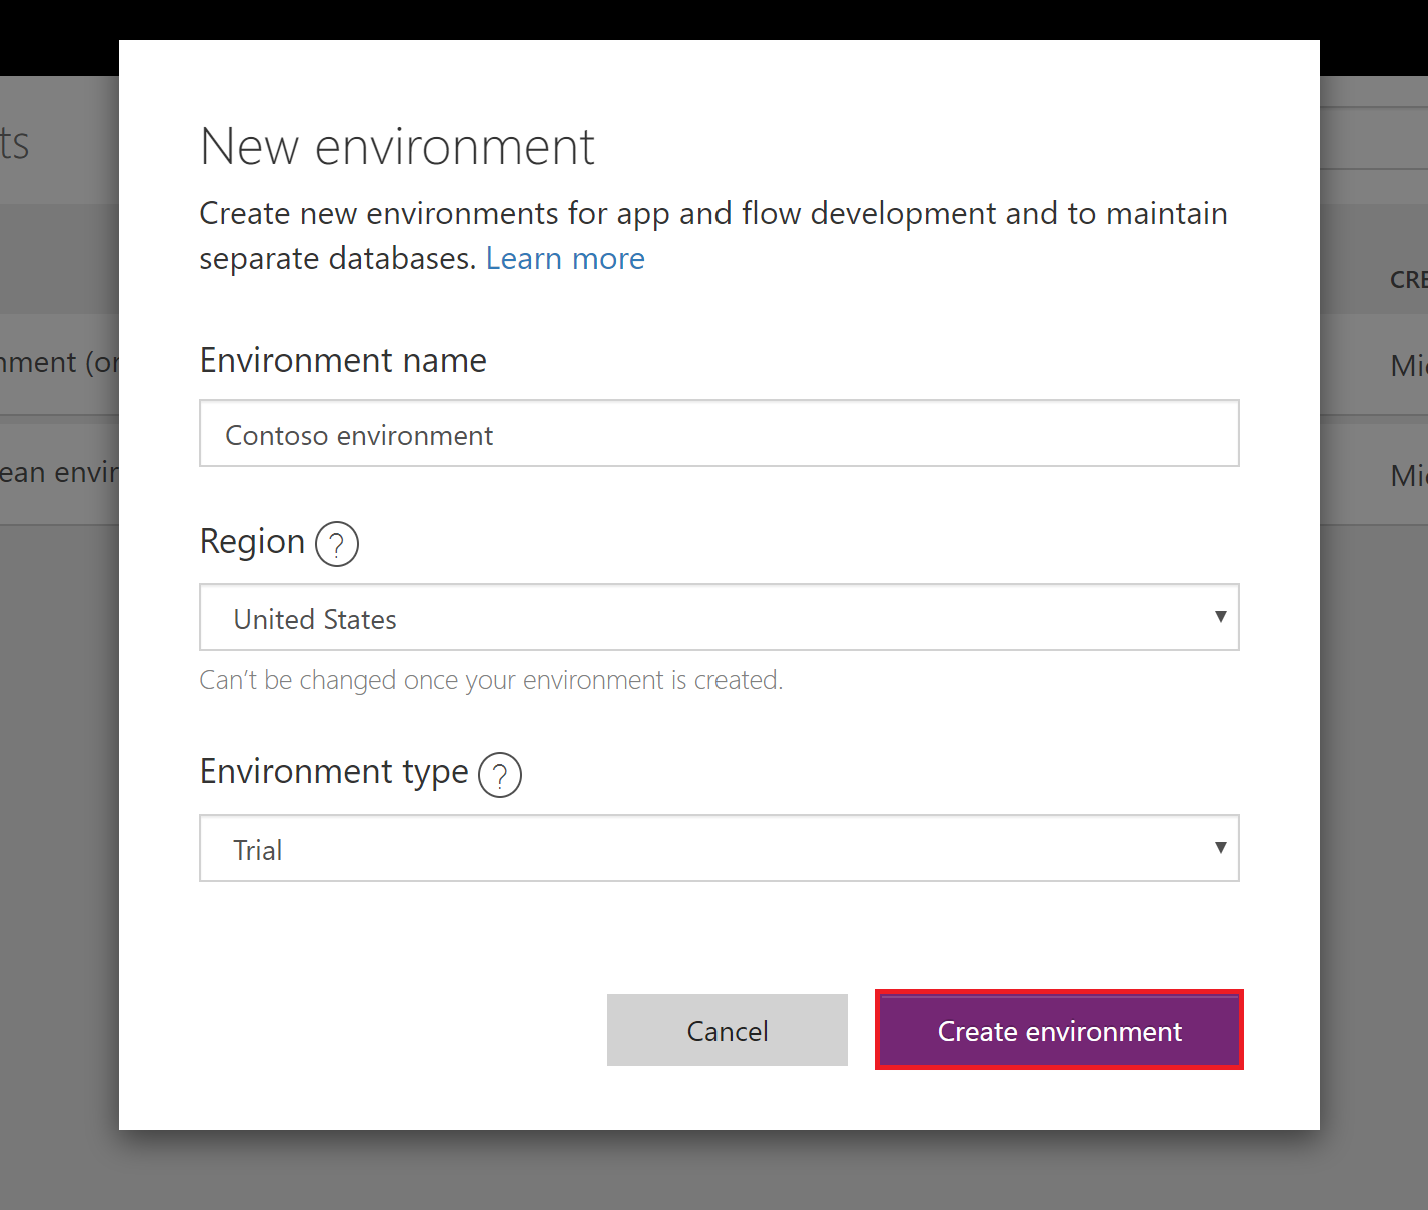 New environment
Create new environments for app and flow development and to maintain
separate databases. Learn more
Environment name
Contoso environment
Region ?
United States
Can't be changed once your environment is created.
Environment type ?
Trial
Cancel
Create environment
ts
nment (or
ean envir
CRE
Mic
Mic